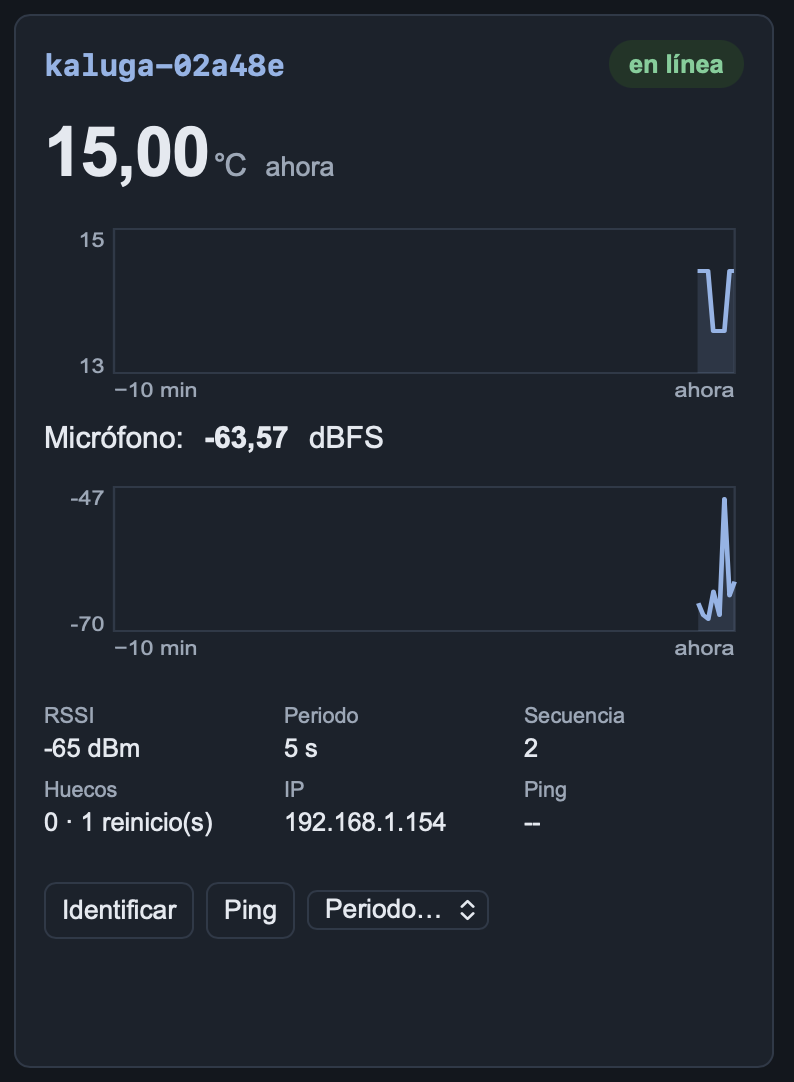 kaluga-02a48e en línea
15,00 °C ahora
15
13
−10 min ahora
Micrófono: -63,57 dBFS
-47
-70
−10 min ahora
RSSI Periodo Secuencia
-65 dBm 5 s 2
Huecos IP Ping
0 · 1 reinicio(s) 192.168.1.154 --
Identificar Ping Periodo…